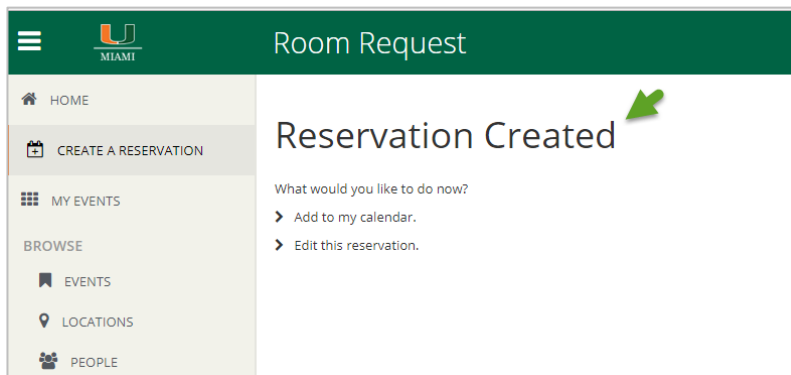 MIAMI
Room Request
HOME
CREATE A RESERVATION
MY EVENTS
BROWSE
EVENTS
LOCATIONS
PEOPLE
Reservation Created
What would you like to do now?
Add to my calendar.
Edit this reservation.